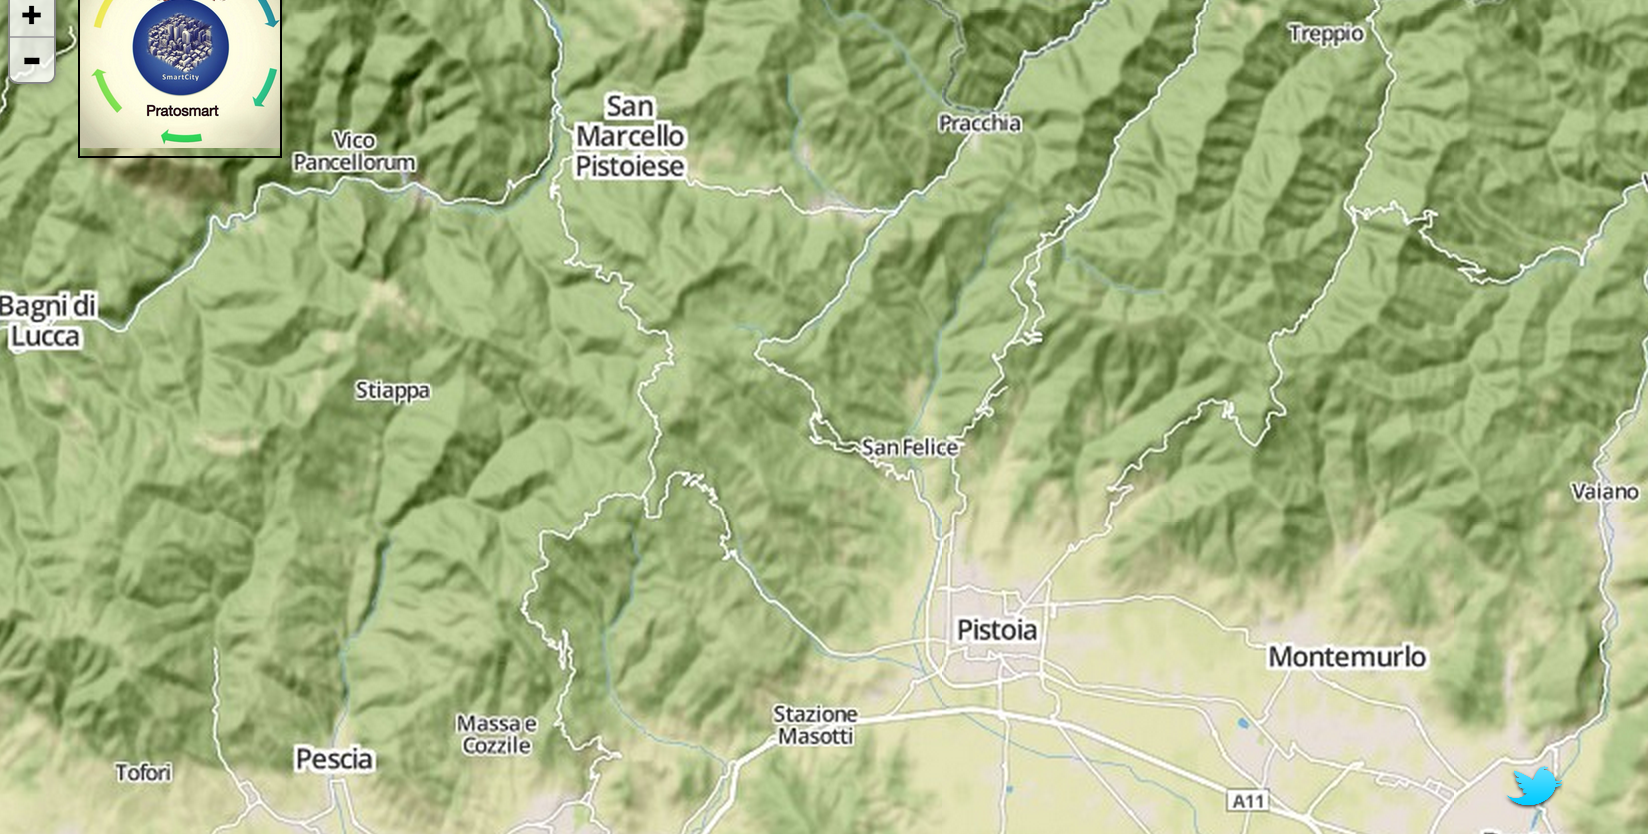 +
-
SmartCity
Pratosmart
Treppio
San
Marcello
Pistoiese
Pracchia
Vico
Pancellorum
Bagni di
Lucca
Stiappa
San Felice
Vaiano
Pistoia
Montemurlo
Massa e
Cozzile
Stazione
Masotti
Pescia
Tofori
A11